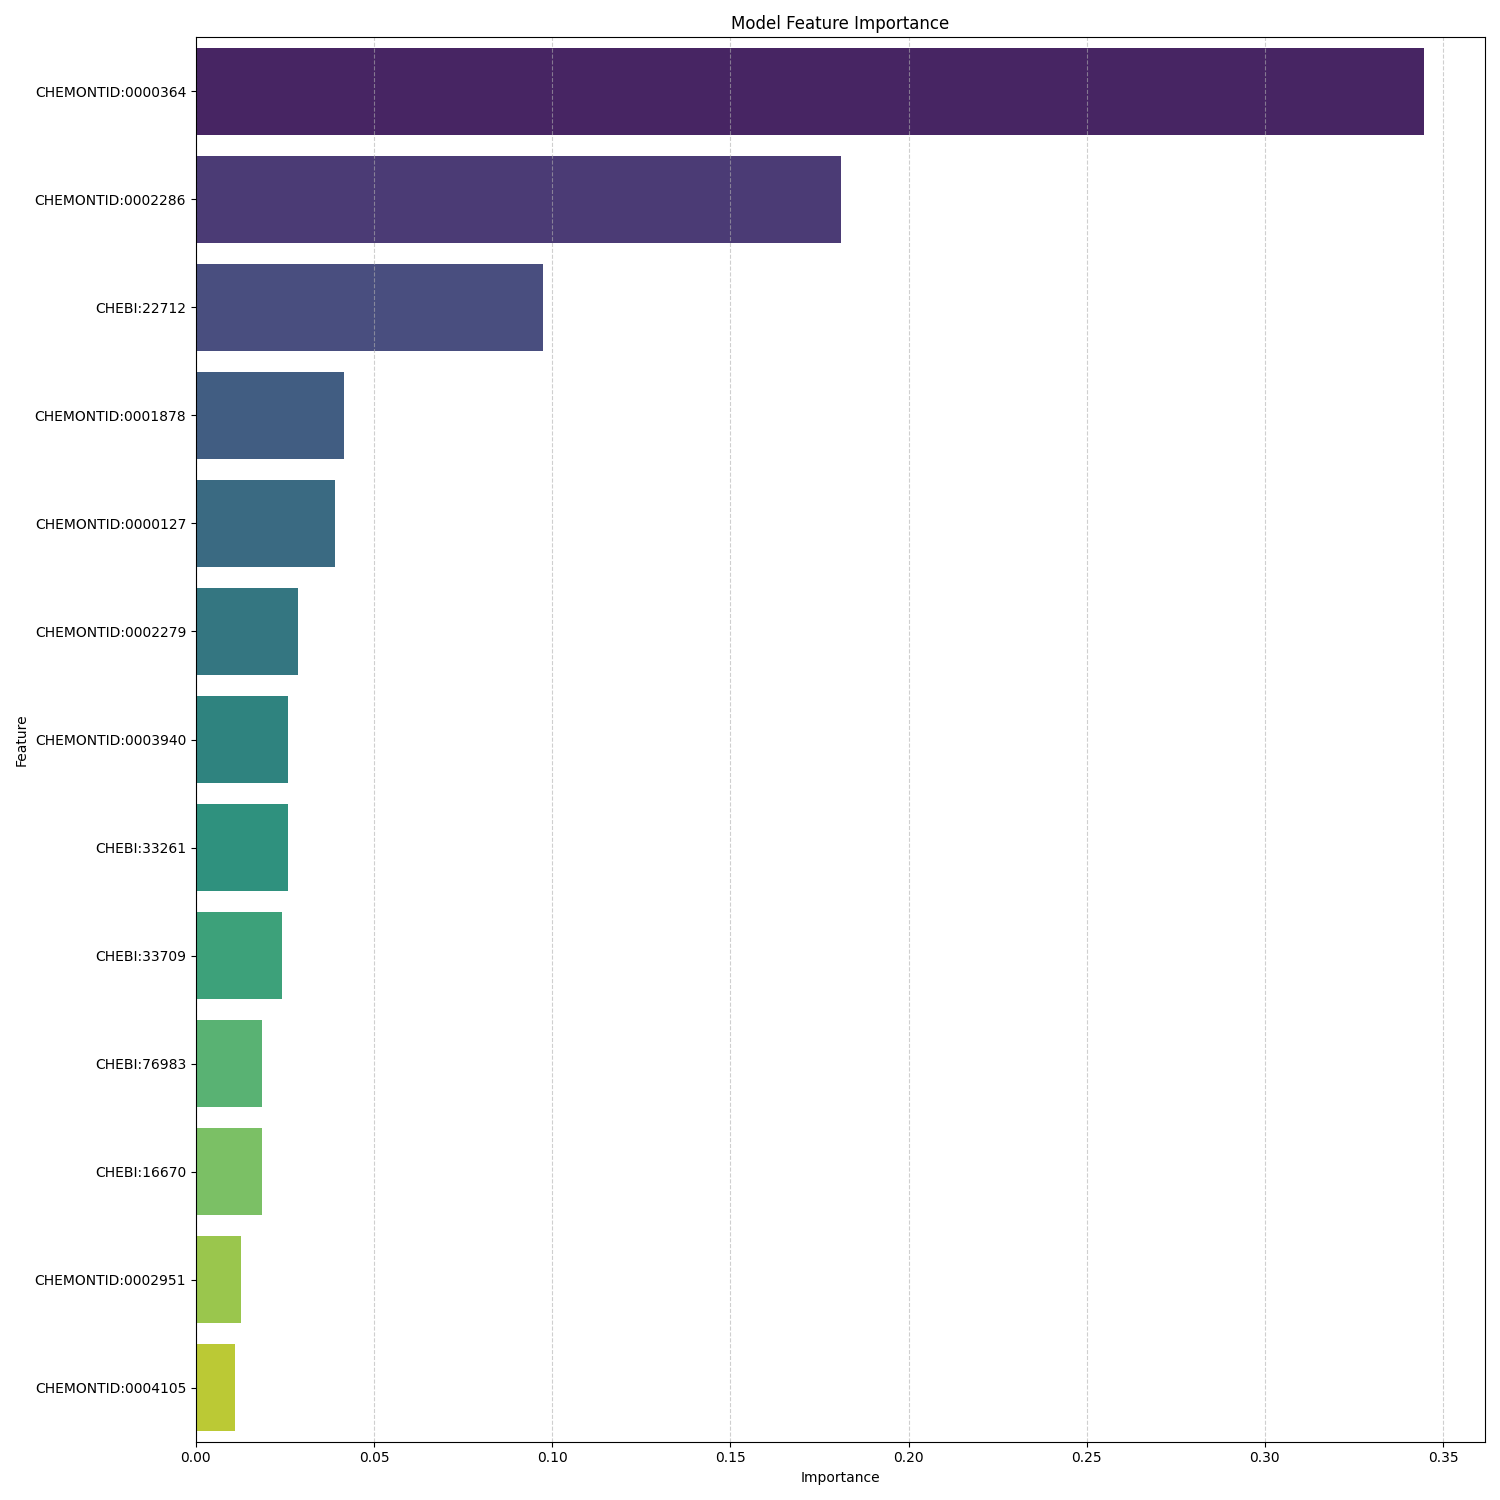 Model Feature Importance
CHEMONTID:0000364
CHEMONTID:0002286
CHEBI:22712
CHEMONTID:0001878
CHEMONTID:0000127
CHEMONTID:0002279
CHEMONTID:0003940
CHEBI:33261
CHEBI:33709
CHEBI:76983
CHEBI:16670
CHEMONTID:0002951
CHEMONTID:0004105
Feature
0.00 0.05 0.10 0.15 0.20 0.25 0.30 0.35
Importance